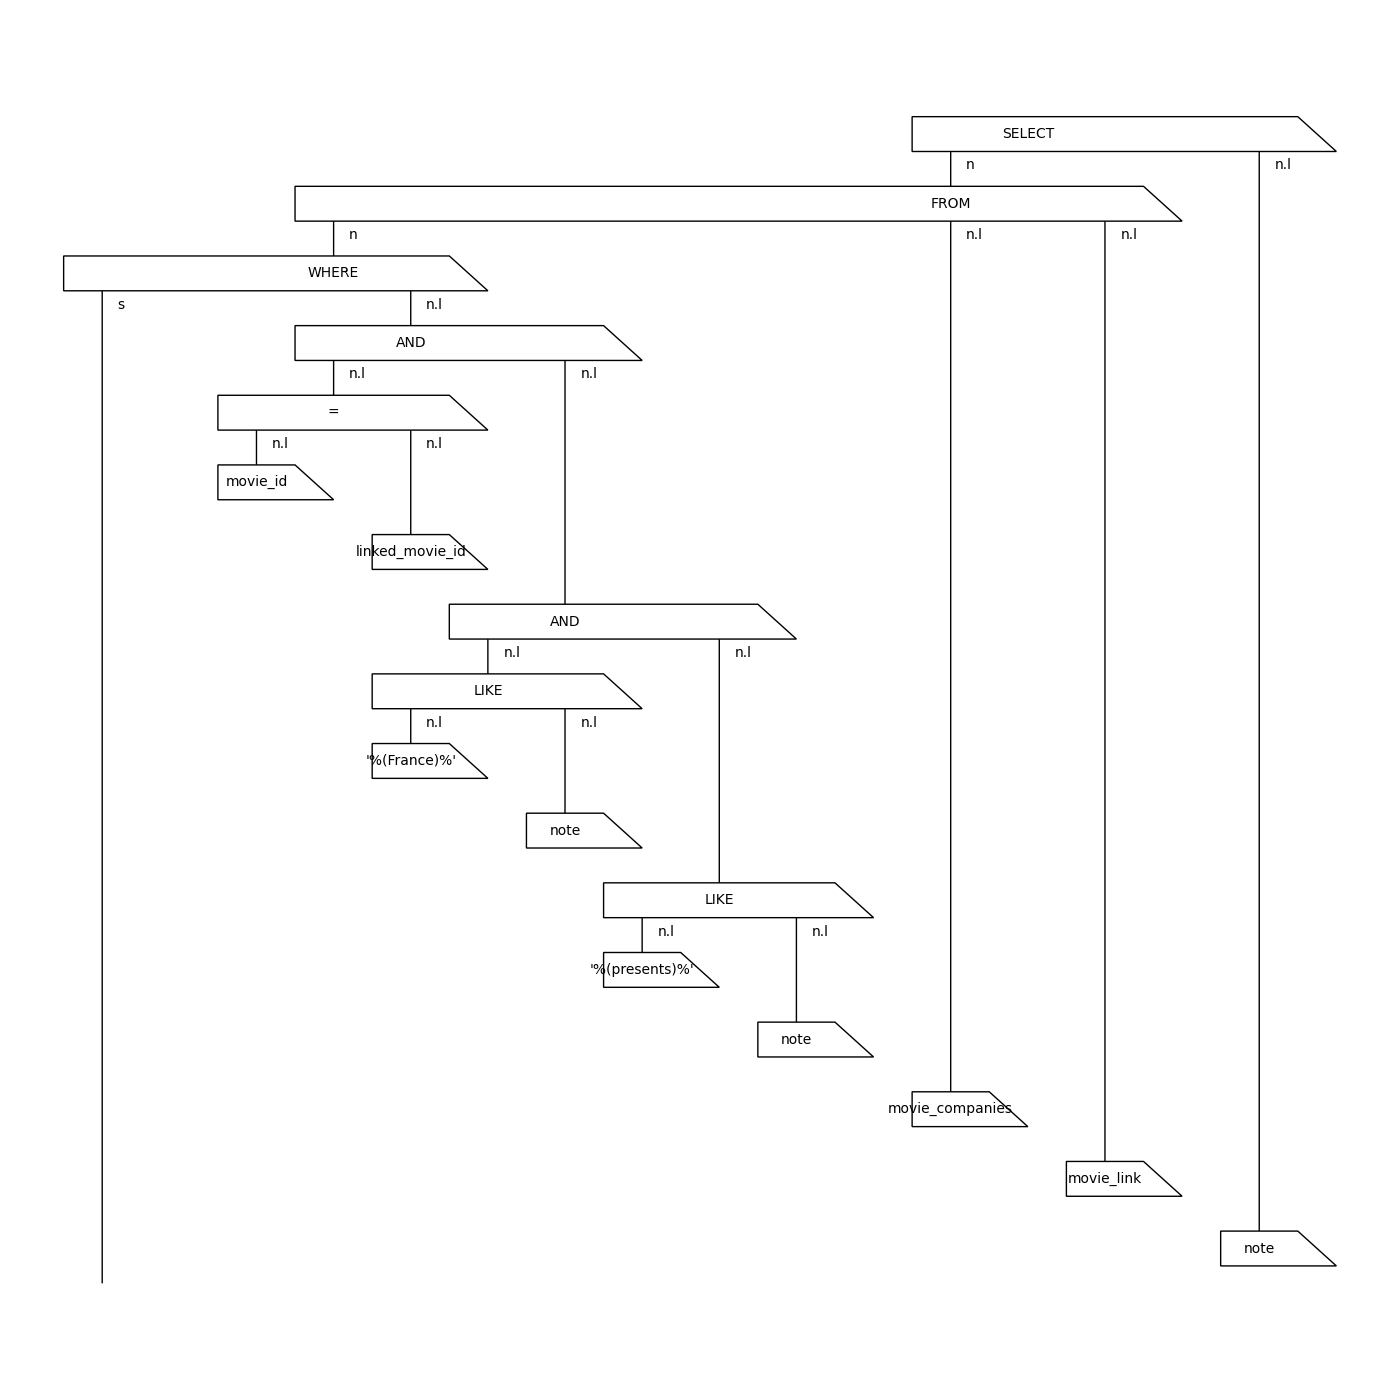 SELECT
n n.l
FROM
n n.l n.l
WHERE
s n.l
AND
n.l n.l
=
n.l n.l
movie_id
linked_movie_id
AND
n.l n.l
LIKE
n.l n.l
'%(France)%'
note
LIKE
n.l n.l
'%(presents)%'
note
movie_companies
movie_link
note